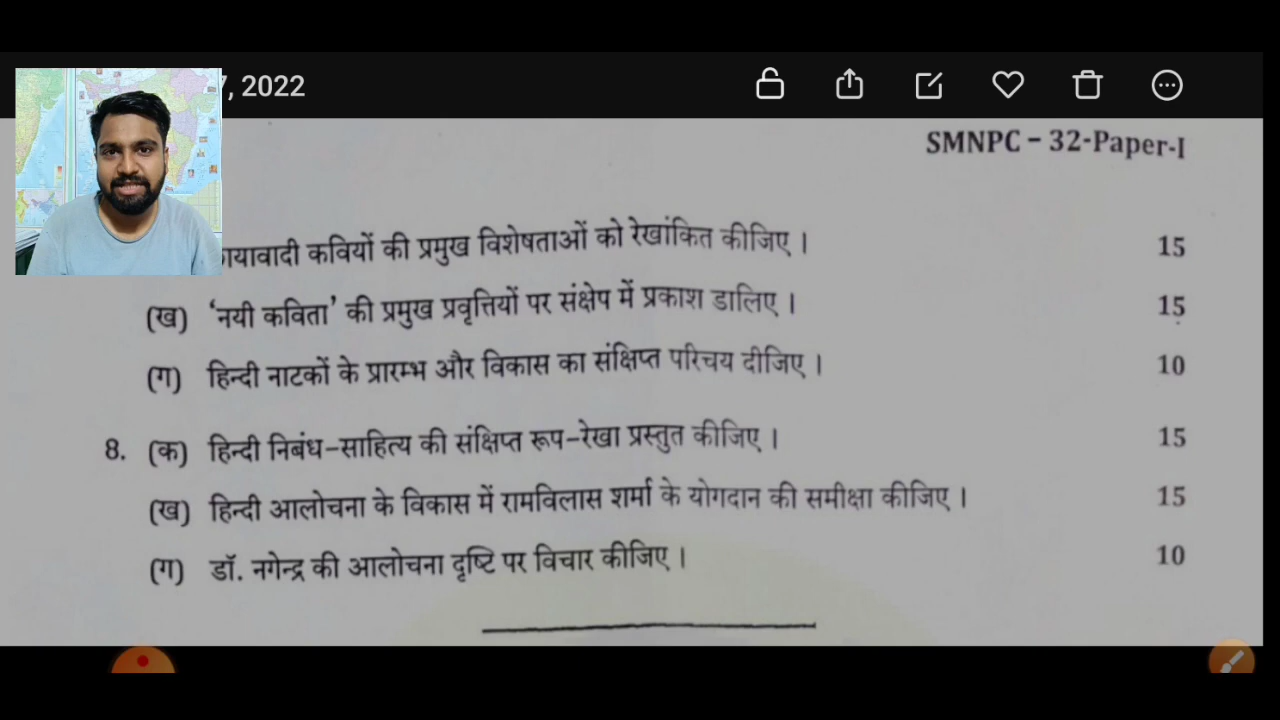 7, 2022
SMNPC – 32-Paper-I
कवियों की प्रमुख विशेषताओं को रेखांकित कीजिए । 15
(ख) ‘नयी कविता’ की प्रमुख प्रवृत्तियों पर संक्षेप में प्रकाश डालिए । 15
(ग) हिन्दी नाटकों के प्रारम्भ और विकास का संक्षिप्त परिचय दीजिए । 10
8. (क) हिन्दी निबंध-साहित्य की संक्षिप्त रूप-रेखा प्रस्तुत कीजिए । 15
(ख) हिन्दी आलोचना के विकास में रामविलास शर्मा के योगदान की समीक्षा कीजिए । 15
(ग) डॉ. नगेन्द्र की आलोचना दृष्टि पर विचार कीजिए । 10